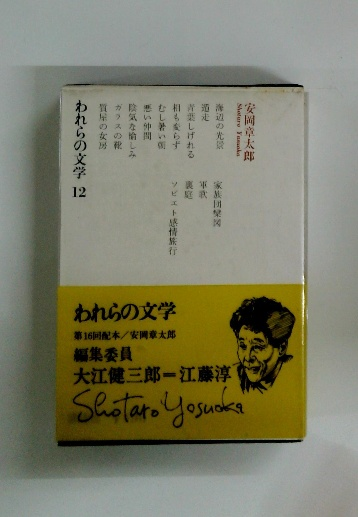 安岡章太郎
Shotaro Yasuoka
海辺の光景
遁走
青葉しげれる
相も変らず
むし暑い朝
悪い仲間
陰気な愉しみ
ガラスの靴
質屋の女房
家族団欒図
軍歌
裏庭
ソビエト感情旅行
われらの文学 12
われらの文学
第16回配本/安岡章太郎
編集委員
大江健三郎=江藤淳
Shotaro Yasuoka